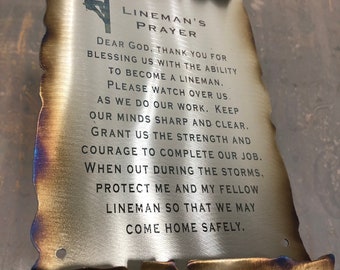 Lineman's
Prayer
Dear God, thank you for
blessing us with the ability
to become a lineman.
Please watch over us
as we do our work. Keep
our minds sharp and clear.
Grant us the strength and
courage to complete our job.
When out during the storms,
protect me and my fellow
lineman so that we may
come home safely.